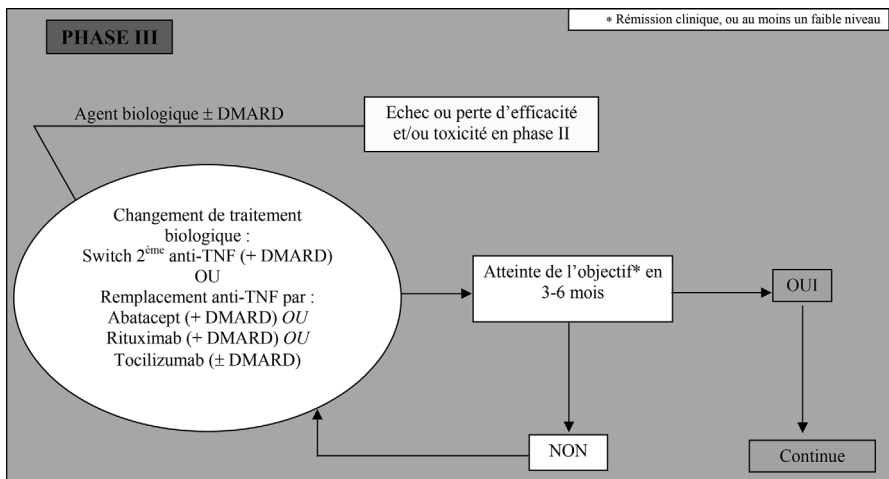 * Rémission clinique, ou au moins un faible niveau
PHASE III
Agent biologique ± DMARD
Echec ou perte d’efficacité
et/ou toxicité en phase II
Changement de traitement
biologique :
Switch 2ème anti-TNF (+ DMARD)
OU
Remplacement anti-TNF par :
Abatacept (+ DMARD) OU
Rituximab (+ DMARD) OU
Tocilizumab (± DMARD)
Atteinte de l’objectif* en
3-6 mois
OUI
NON
Continue